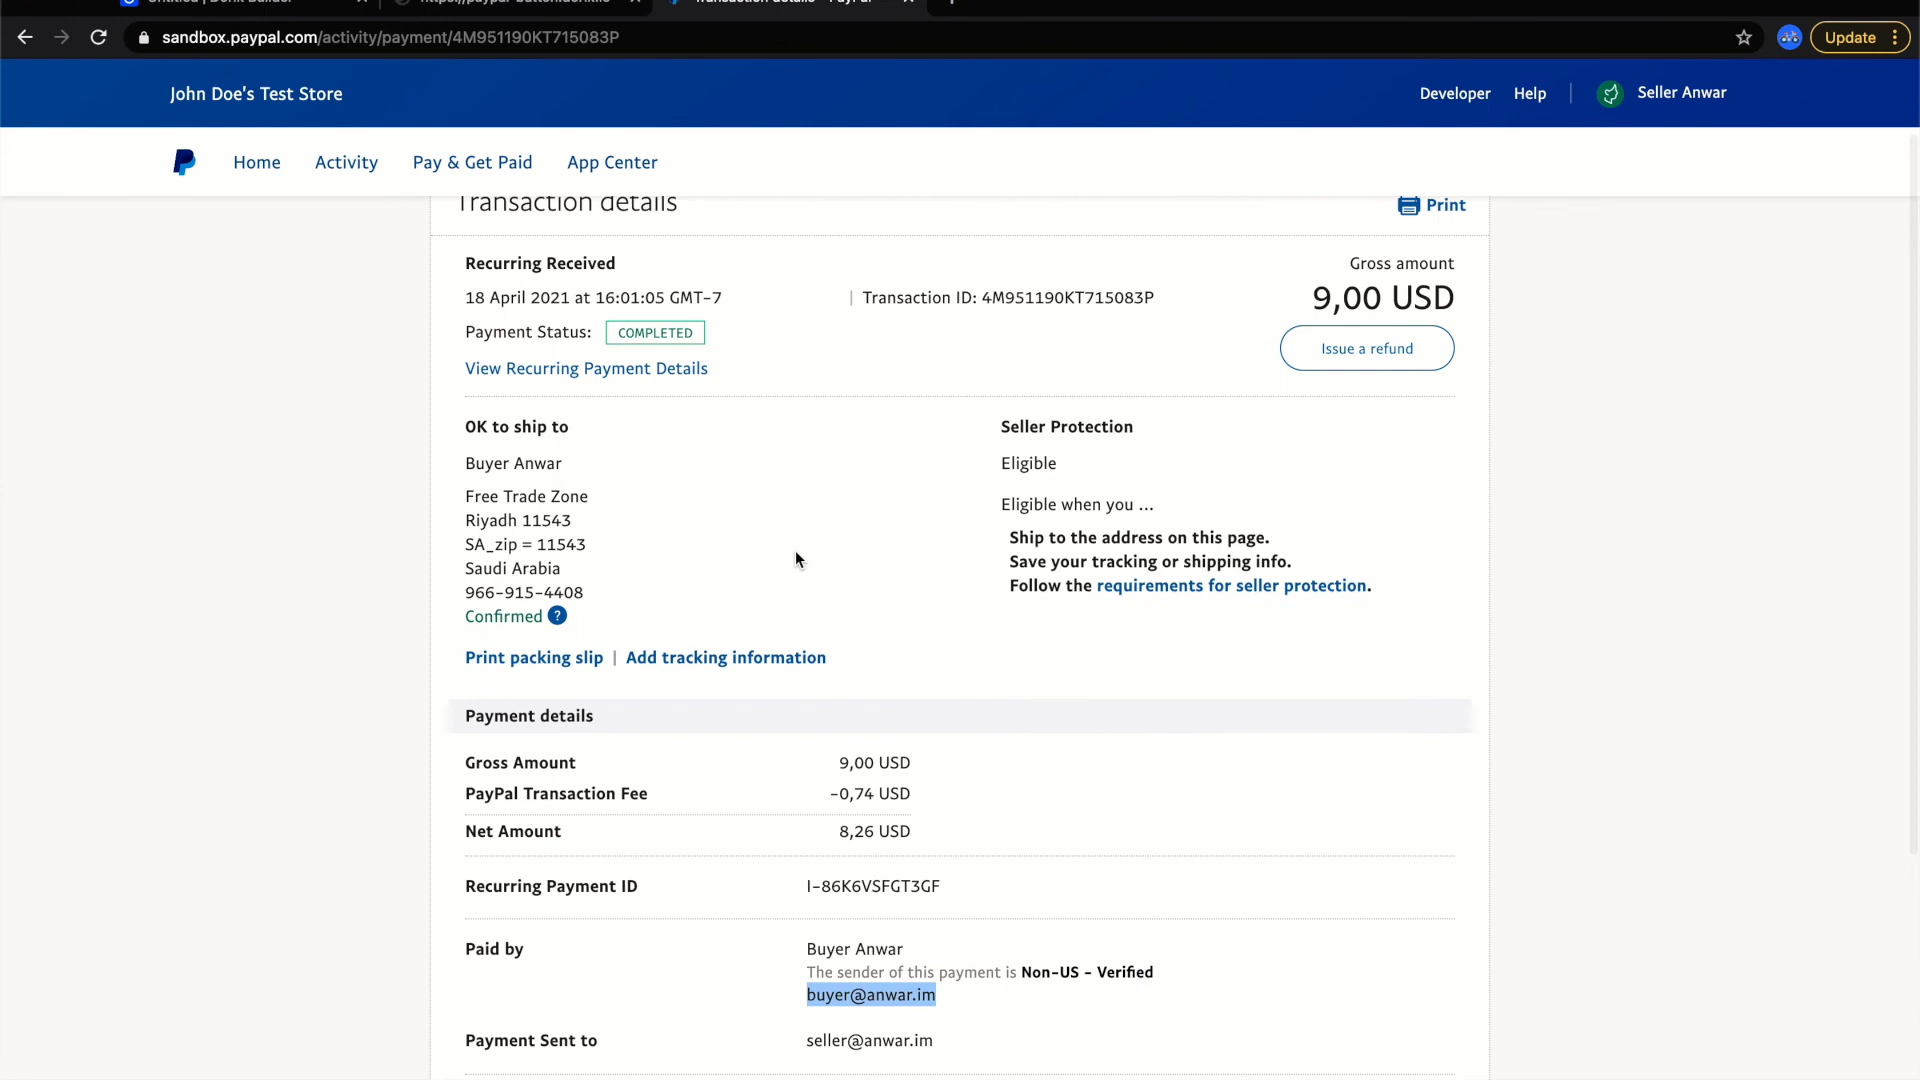 sandbox.paypal.com/activity/payment/4M951190KT715083P
Update
John Doe's Test Store
Developer Help | Seller Anwar
Home Activity Pay & Get Paid App Center
Transaction details
Print
Recurring Received
Gross amount
18 April 2021 at 16:01:05 GMT-7 | Transaction ID: 4M951190KT715083P
9,00 USD
Payment Status: COMPLETED
Issue a refund
View Recurring Payment Details
OK to ship to
Buyer Anwar
Free Trade Zone
Riyadh 11543
SA_zip = 11543
Saudi Arabia
966-915-4408
Confirmed ?
Print packing slip | Add tracking information
Seller Protection
Eligible
Eligible when you ...
Ship to the address on this page.
Save your tracking or shipping info.
Follow the requirements for seller protection.
Payment details
Gross Amount 9,00 USD
PayPal Transaction Fee -0,74 USD
Net Amount 8,26 USD
Recurring Payment ID I-86K6VSFGT3GF
Paid by Buyer Anwar
The sender of this payment is Non-US - Verified
buyer@anwar.im
Payment Sent to seller@anwar.im